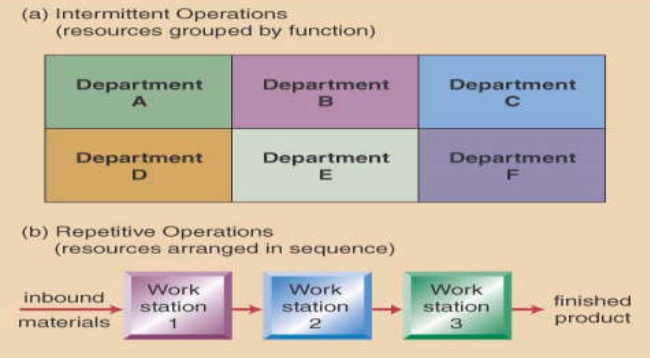 (a) Intermittent Operations
(resources grouped by function)
Department
A
Department
B
Department
C
Department
D
Department
E
Department
F
(b) Repetitive Operations
(resources arranged in sequence)
inbound
materials
Work
station
1
Work
station
2
Work
station
3
finished
product